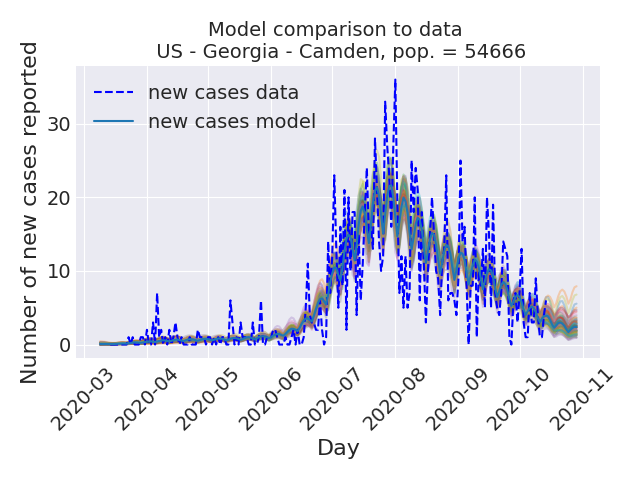 Model comparison to data
US - Georgia - Camden, pop. = 54666
Number of new cases reported
new cases data
new cases model
30
20
10
0
2020-03
2020-04
2020-05
2020-06
2020-07
2020-08
2020-09
2020-10
2020-11
Day